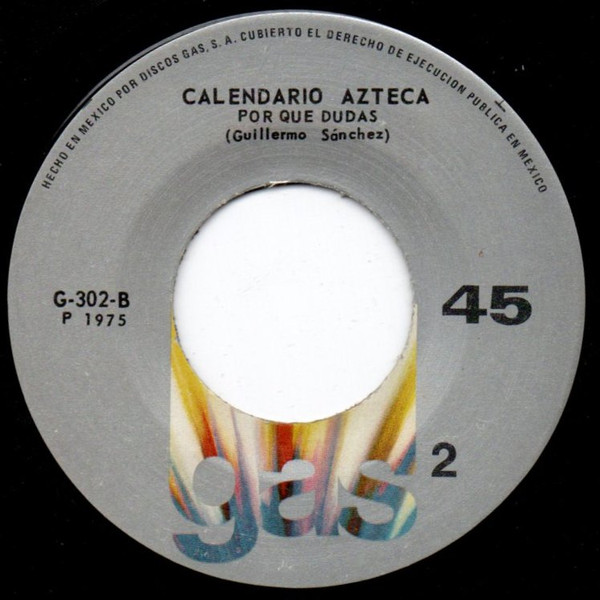 HECHO EN MEXICO POR DISCOS GAS, S. A. CUBIERTO EL DERECHO DE EJECUCION PUBLICA EN MEXICO
CALENDARIO AZTECA
POR QUE DUDAS
(Guillermo Sánchez)
G-302-B
P 1975
45
gas
2